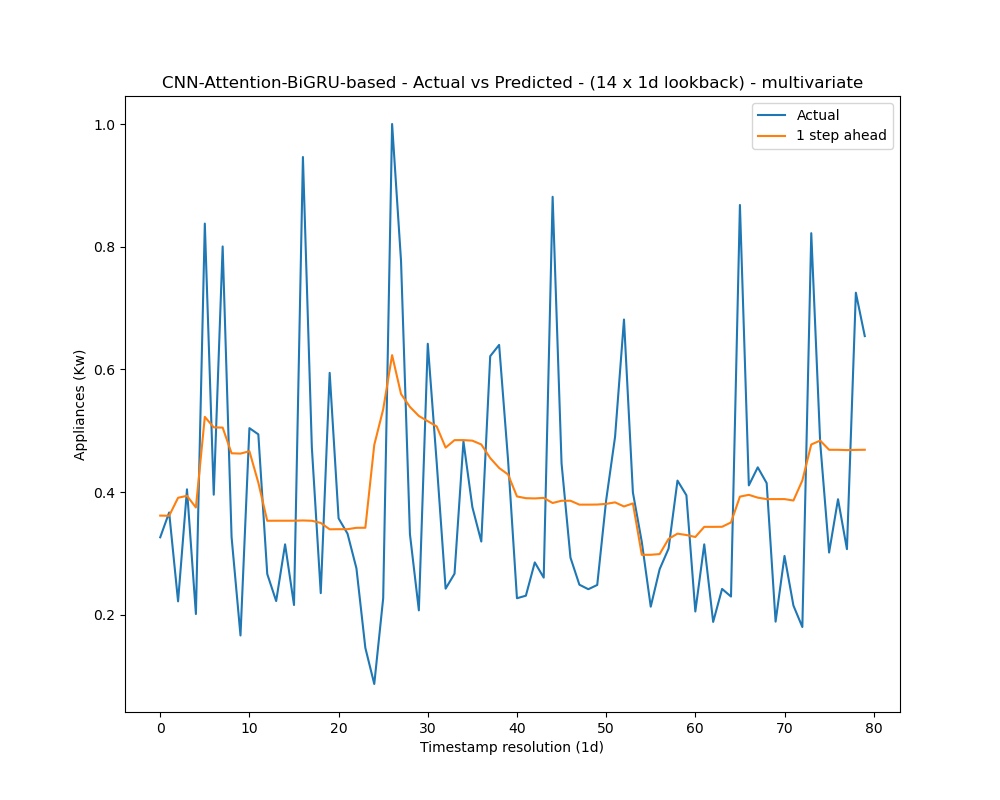 CNN-Attention-BiGRU-based - Actual vs Predicted - (14 x 1d lookback) - multivariate
Actual
1 step ahead
1.0
0.8
0.6
0.4
0.2
Appliances (Kw)
0 10 20 30 40 50 60 70 80
Timestamp resolution (1d)